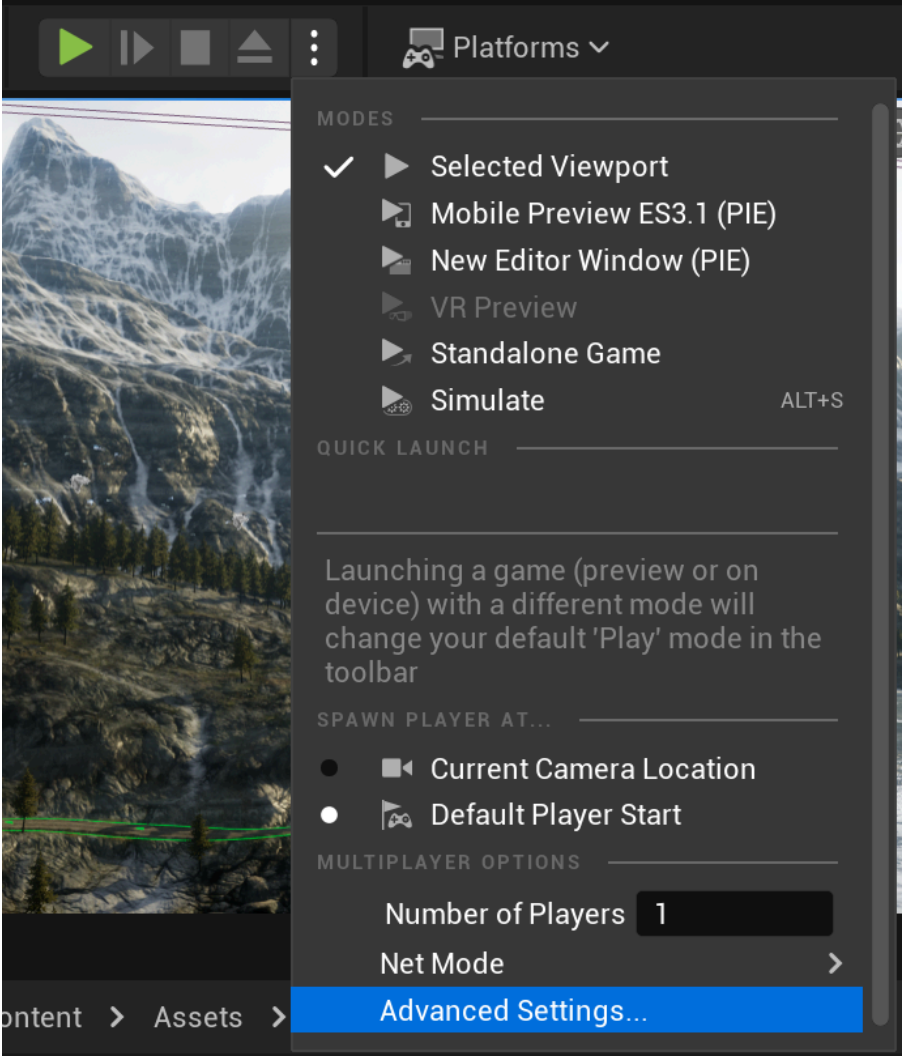 Platforms
MODES
Selected Viewport
Mobile Preview ES3.1 (PIE)
New Editor Window (PIE)
VR Preview
Standalone Game
Simulate ALT+S
QUICK LAUNCH
Launching a game (preview or on
device) with a different mode will
change your default 'Play' mode in the
toolbar
SPAWN PLAYER AT...
Current Camera Location
Default Player Start
MULTIPLAYER OPTIONS
Number of Players 1
Net Mode
ontent > Assets >
Advanced Settings...